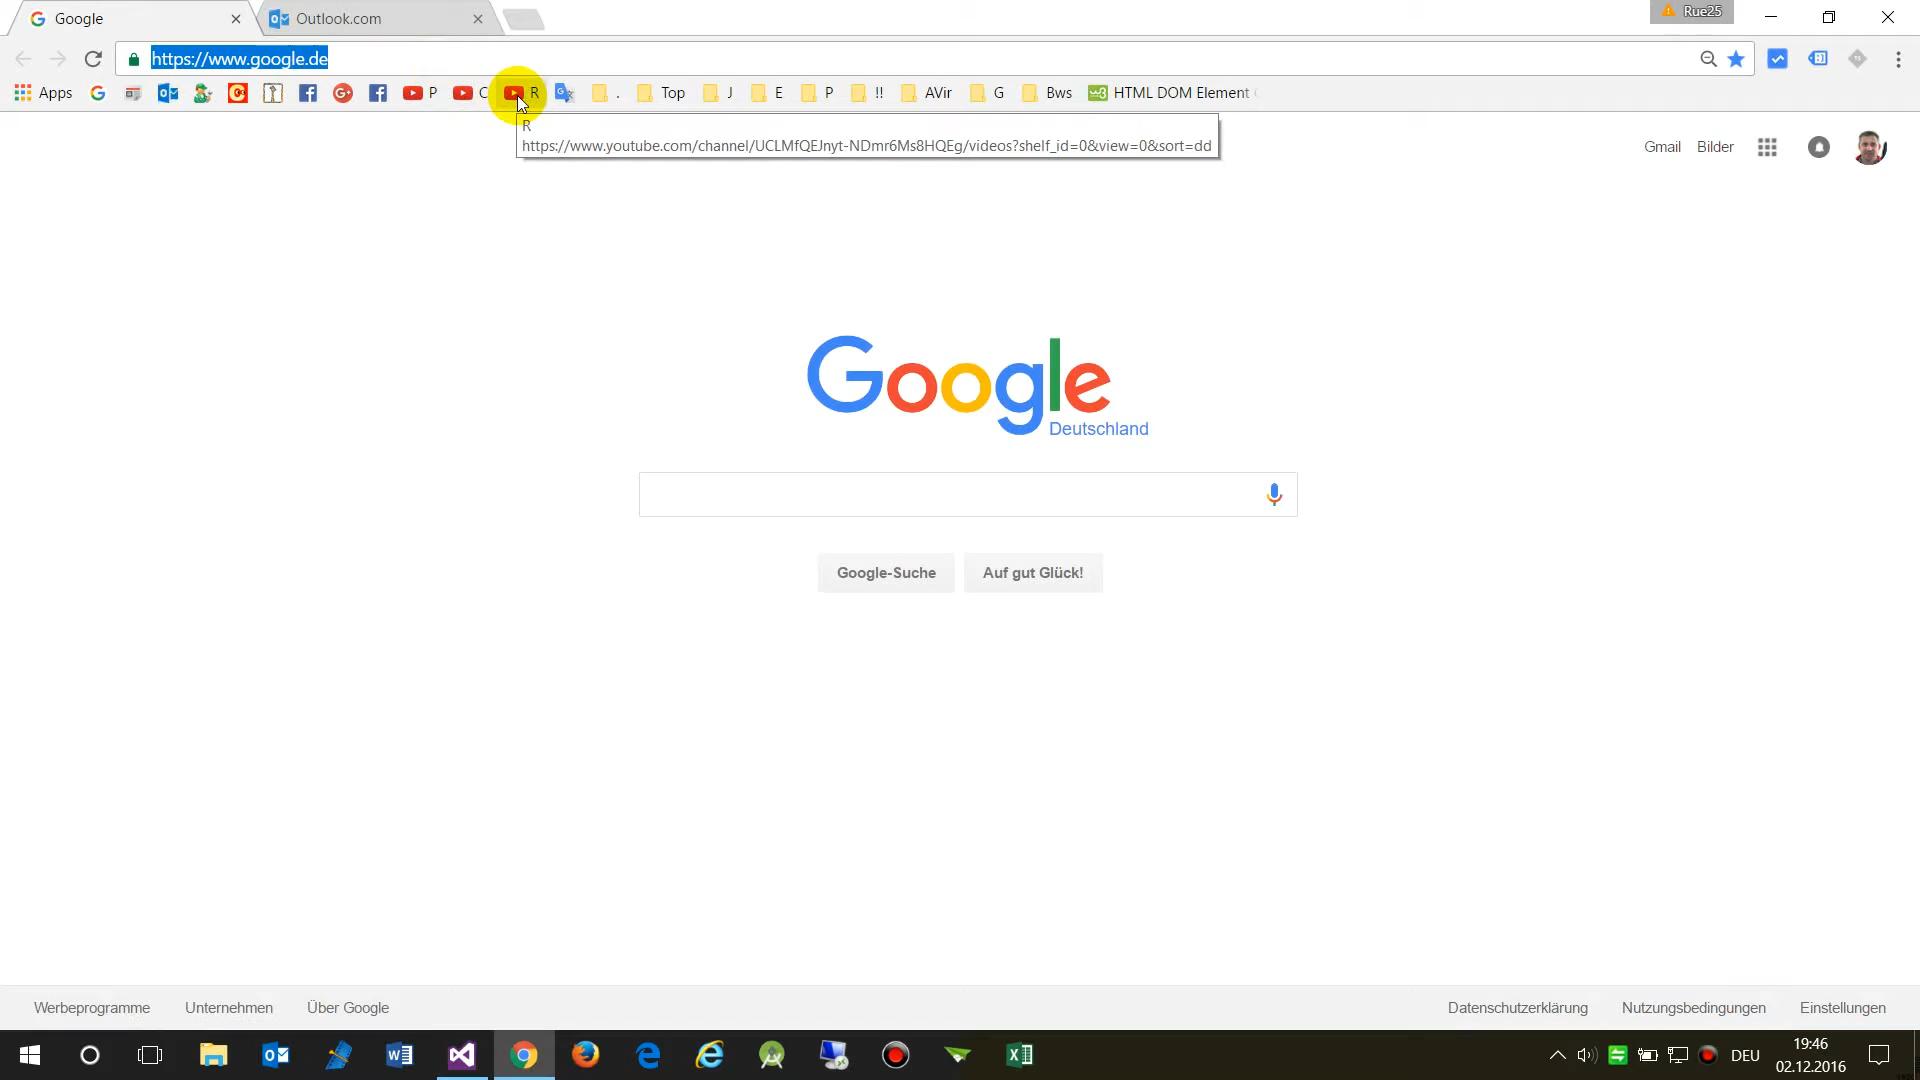 Google
Outlook.com
Rue25
https://www.google.de
Apps
P
C
R
.
Top
J
E
P
!!
AVir
G
Bws
HTML DOM Element
R
https://www.youtube.com/channel/UCLMfQEJnyt-NDmr6Ms8HQEg/videos?shelf_id=0&view=0&sort=dd
Gmail
Bilder
Google
Deutschland
Google-Suche
Auf gut Glück!
Werbeprogramme
Unternehmen
Über Google
Datenschutzerklärung
Nutzungsbedingungen
Einstellungen
DEU
19:46
02.12.2016